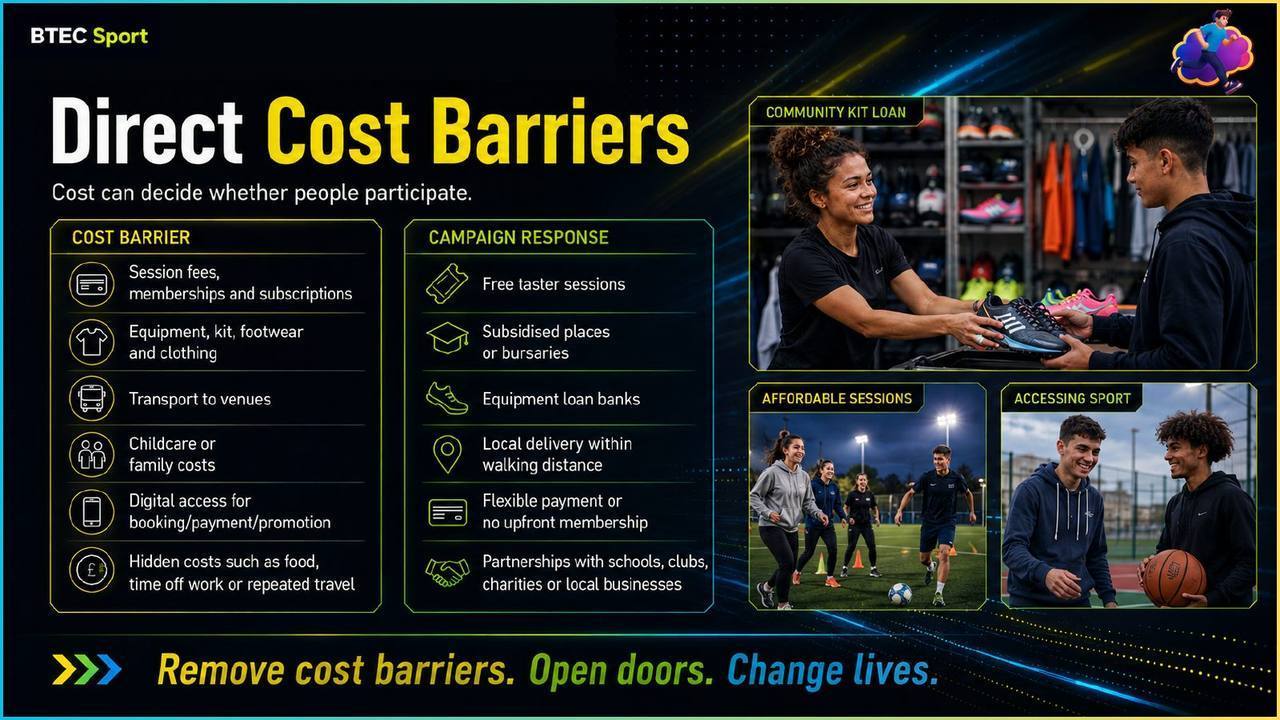 BTEC Sport
Direct Cost Barriers
Cost can decide whether people participate.
COST BARRIER
Session fees,
memberships and subscriptions
Equipment, kit, footwear
and clothing
Transport to venues
Childcare or
family costs
Digital access for
booking/payment/promotion
£
Hidden costs such as food,
time off work or repeated travel
CAMPAIGN RESPONSE
Free taster sessions
Subsidised places
or bursaries
Equipment loan banks
Local delivery within
walking distance
Flexible payment or
no upfront membership
Partnerships with schools, clubs,
charities or local businesses
COMMUNITY KIT LOAN
AFFORDABLE SESSIONS
ACCESSING SPORT
Remove cost barriers. Open doors. Change lives.